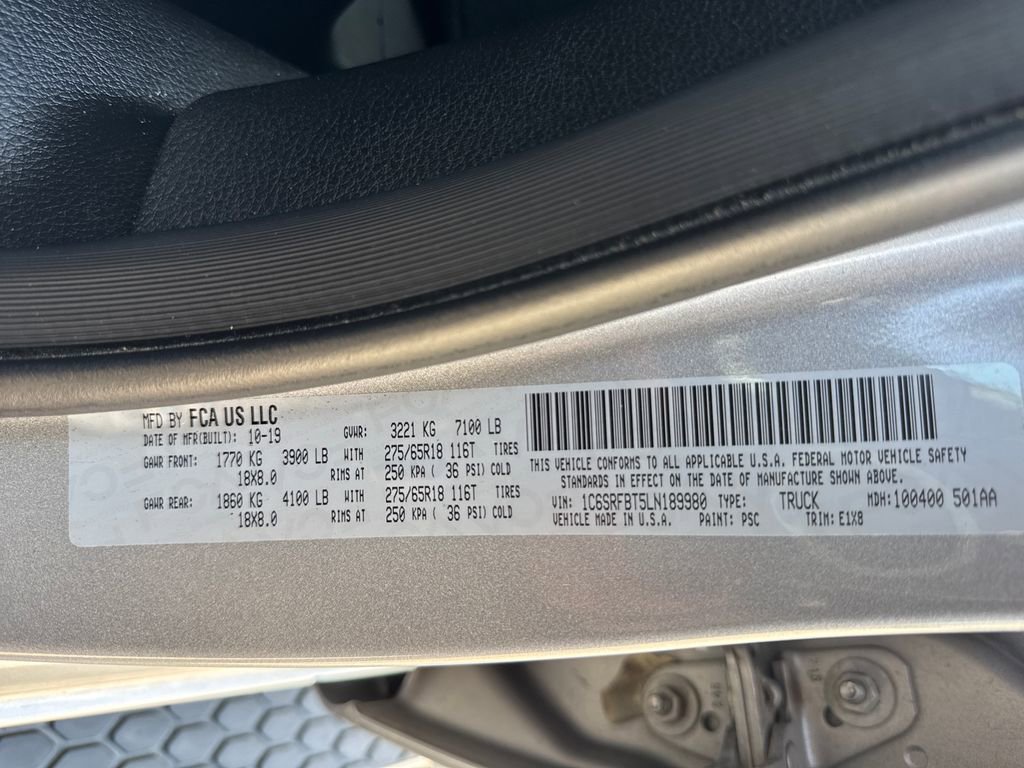 MFD BY FCA US LLC
DATE OF MFR(BUILT): 10-19 GVWR: 3221 KG 7100 LB
GAWR FRONT: 1770 KG 3900 LB WITH 275/65R18 116T TIRES
18X8.0 RIMS AT 250 KPA ( 36 PSI) COLD
GAWR REAR: 1860 KG 4100 LB WITH 275/65R18 116T TIRES
18X8.0 RIMS AT 250 KPA ( 36 PSI) COLD
THIS VEHICLE CONFORMS TO ALL APPLICABLE U.S.A. FEDERAL MOTOR VEHICLE SAFETY
STANDARDS IN EFFECT ON THE DATE OF MANUFACTURE SHOWN ABOVE.
VIN: 1C6SRFBT5LN189980 TYPE: TRUCK MDH: 100400 501AA
VEHICLE MADE IN U.S.A. PAINT: PSC TRIM: E1X8